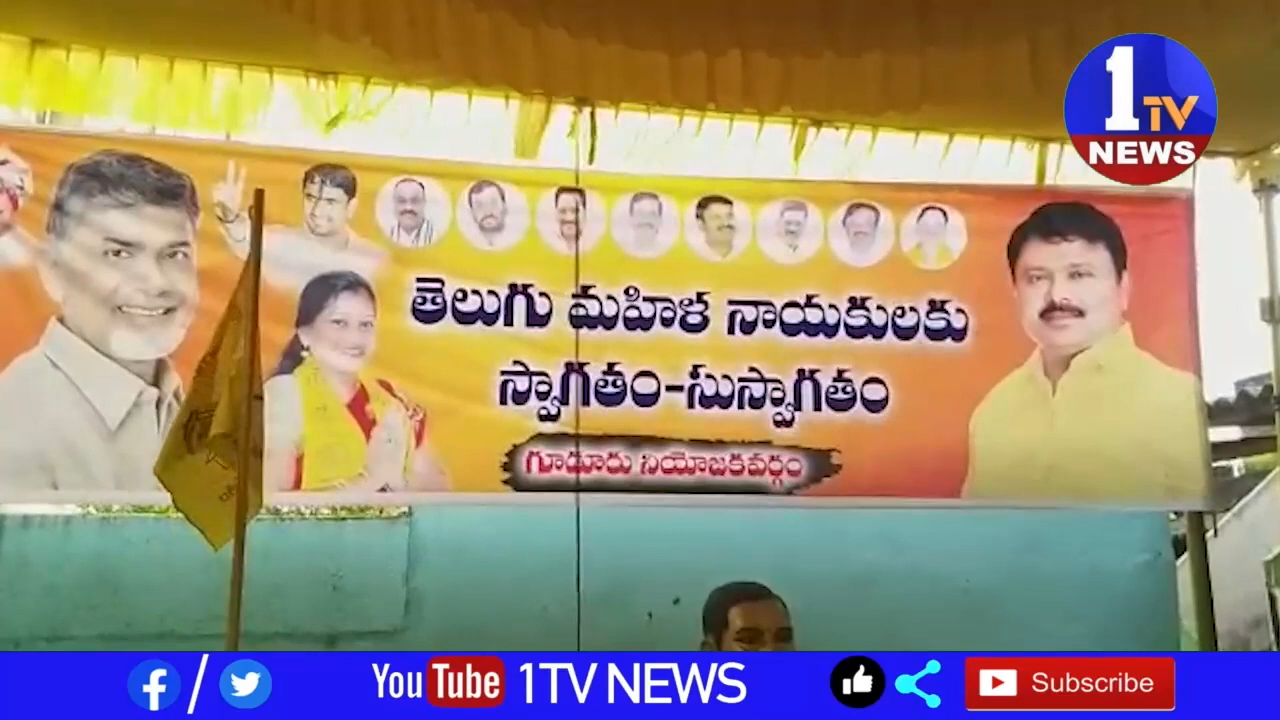 1TV
NEWS
తెలుగు మహిళ నాయకులకు
స్వాగతం-సుస్వాగతం
గూడూరు నియోజకవర్గం
YouTube 1TV NEWS
Subscribe